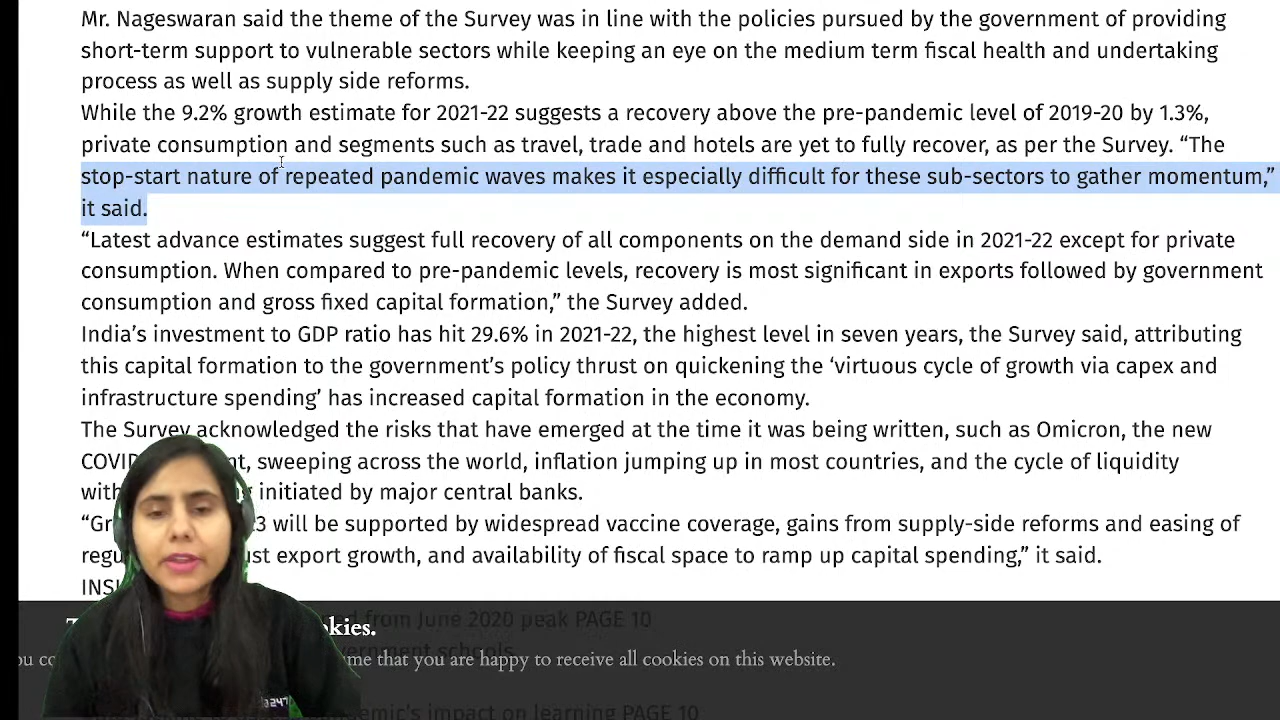 Mr. Nageswaran said the theme of the Survey was in line with the policies pursued by the government of providing
short-term support to vulnerable sectors while keeping an eye on the medium term fiscal health and undertaking
process as well as supply side reforms.
While the 9.2% growth estimate for 2021-22 suggests a recovery above the pre-pandemic level of 2019-20 by 1.3%,
private consumption and segments such as travel, trade and hotels are yet to fully recover, as per the Survey. “The
stop-start nature of repeated pandemic waves makes it especially difficult for these sub-sectors to gather momentum,”
it said.
“Latest advance estimates suggest full recovery of all components on the demand side in 2021-22 except for private
consumption. When compared to pre-pandemic levels, recovery is most significant in exports followed by government
consumption and gross fixed capital formation,” the Survey added.
India’s investment to GDP ratio has hit 29.6% in 2021-22, the highest level in seven years, the Survey said, attributing
this capital formation to the government’s policy thrust on quickening the ‘virtuous cycle of growth via capex and
infrastructure spending’ has increased capital formation in the economy.
The Survey acknowledged the risks that have emerged at the time it was being written, such as Omicron, the new
sweeping across the world, inflation jumping up in most countries, and the cycle of liquidity
initiated by major central banks.
will be supported by widespread vaccine coverage, gains from supply-side reforms and easing of
export growth, and availability of fiscal space to ramp up capital spending,” it said.
from June 2020 peak PAGE 10
me that you are happy to receive all cookies on this website.
impact on learning PAGE 10